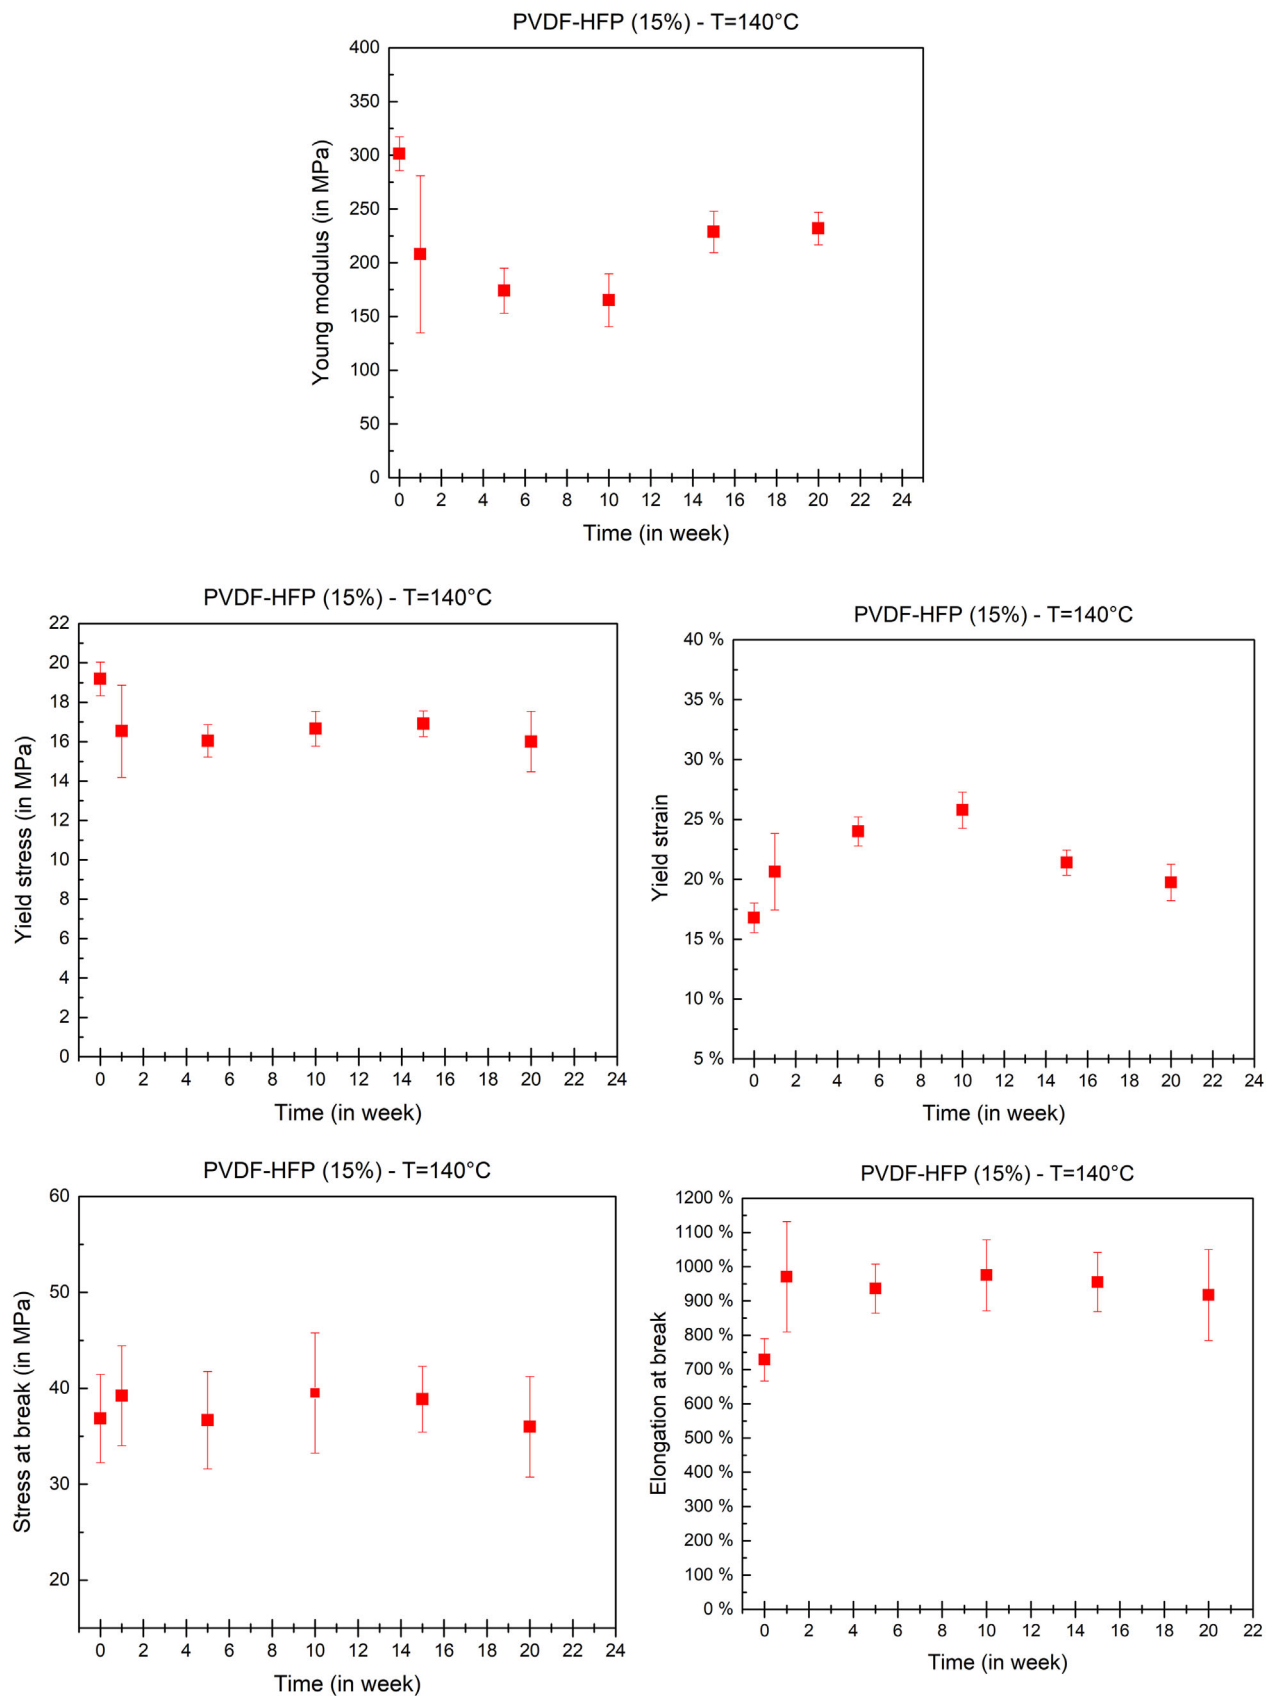 PVDF-HFP (15%) - T=140°C
400
350
300
250
200
150
100
50
0
Young modulus (in MPa)
0 2 4 6 8 10 12 14 16 18 20 22 24
Time (in week)
PVDF-HFP (15%) - T=140°C
22
20
18
16
14
12
10
8
6
4
2
0
Yield stress (in MPa)
0 2 4 6 8 10 12 14 16 18 20 22 24
Time (in week)
PVDF-HFP (15%) - T=140°C
40 %
35 %
30 %
25 %
20 %
15 %
10 %
5 %
Yield strain
0 2 4 6 8 10 12 14 16 18 20 22 24
Time (in week)
PVDF-HFP (15%) - T=140°C
60
50
40
30
20
Stress at break (in MPa)
0 2 4 6 8 10 12 14 16 18 20 22 24
Time (in week)
PVDF-HFP (15%) - T=140°C
1200 %
1100 %
1000 %
900 %
800 %
700 %
600 %
500 %
400 %
300 %
200 %
100 %
0 %
Elongation at break
0 2 4 6 8 10 12 14 16 18 20 22
Time (in week)